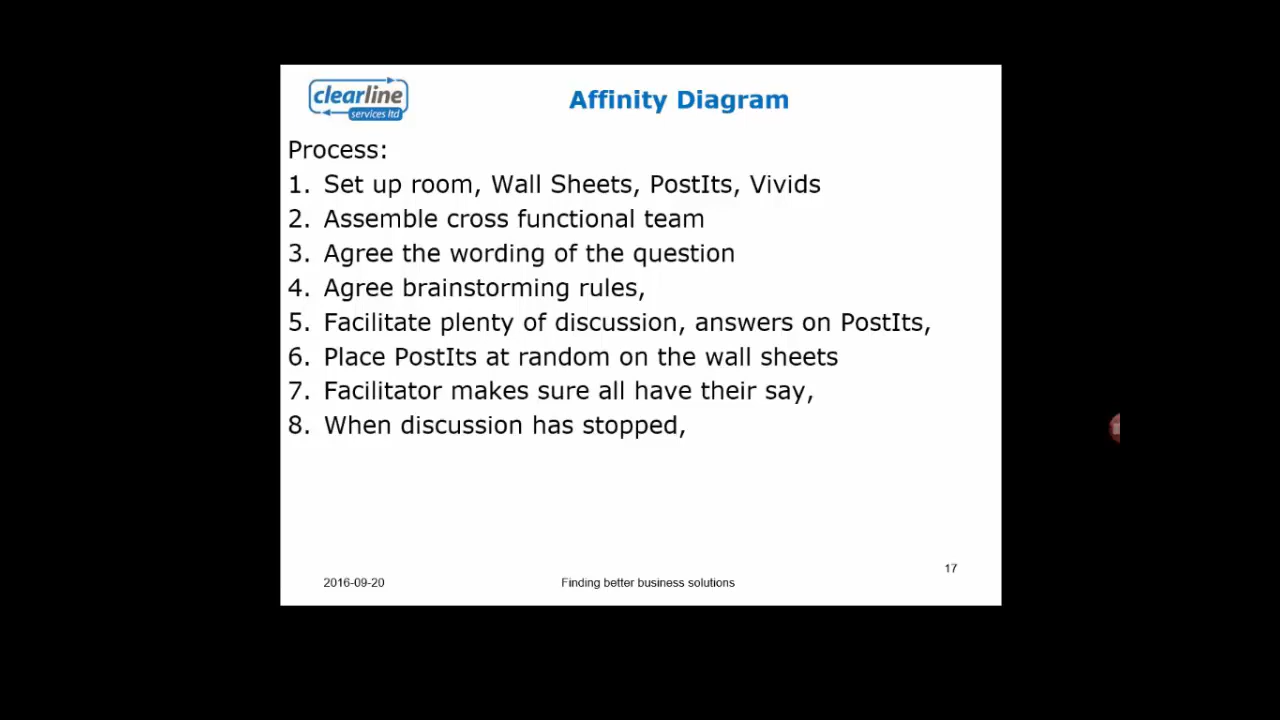 clearline
services ltd
Affinity Diagram
Process:
1. Set up room, Wall Sheets, PostIts, Vivids
2. Assemble cross functional team
3. Agree the wording of the question
4. Agree brainstorming rules,
5. Facilitate plenty of discussion, answers on PostIts,
6. Place PostIts at random on the wall sheets
7. Facilitator makes sure all have their say,
8. When discussion has stopped,
17
2016-09-20 Finding better business solutions